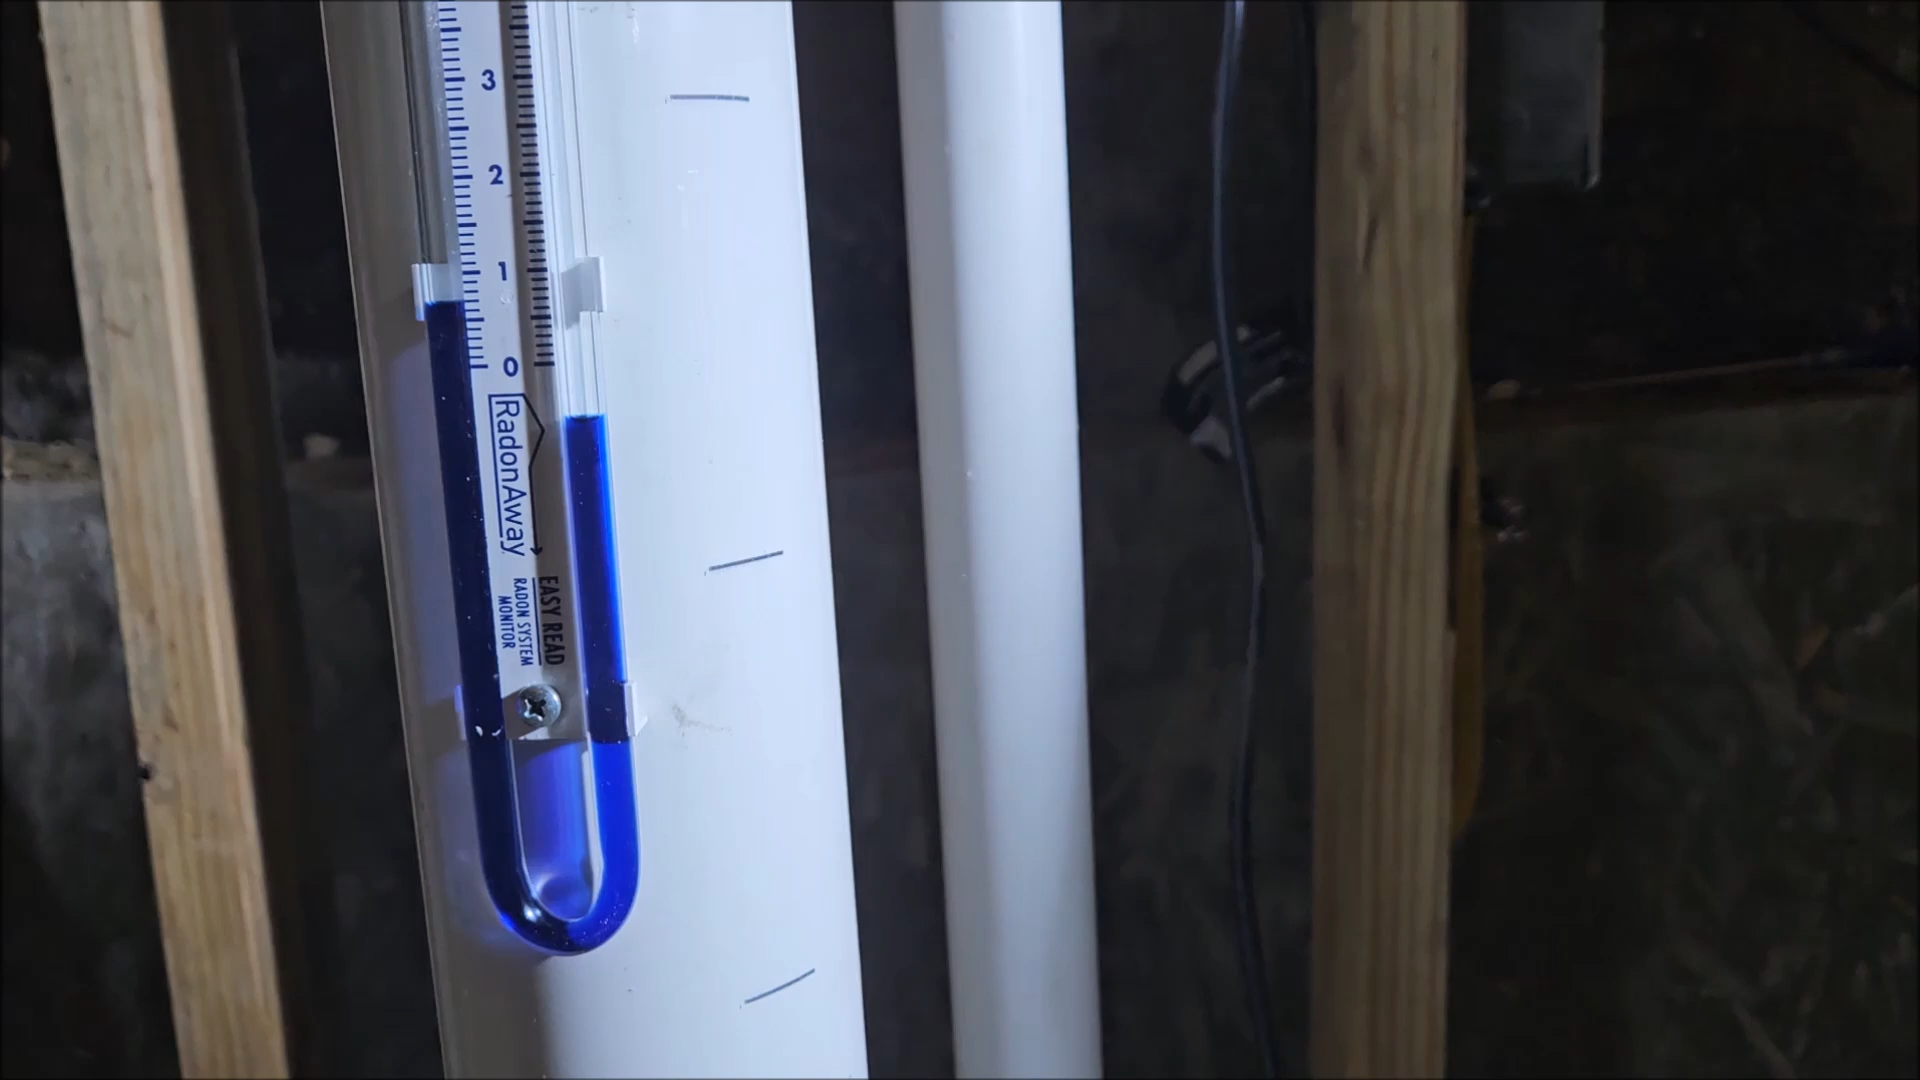 3
2
1
0
RadonAway
EASY READ
RADON SYSTEM
MONITOR